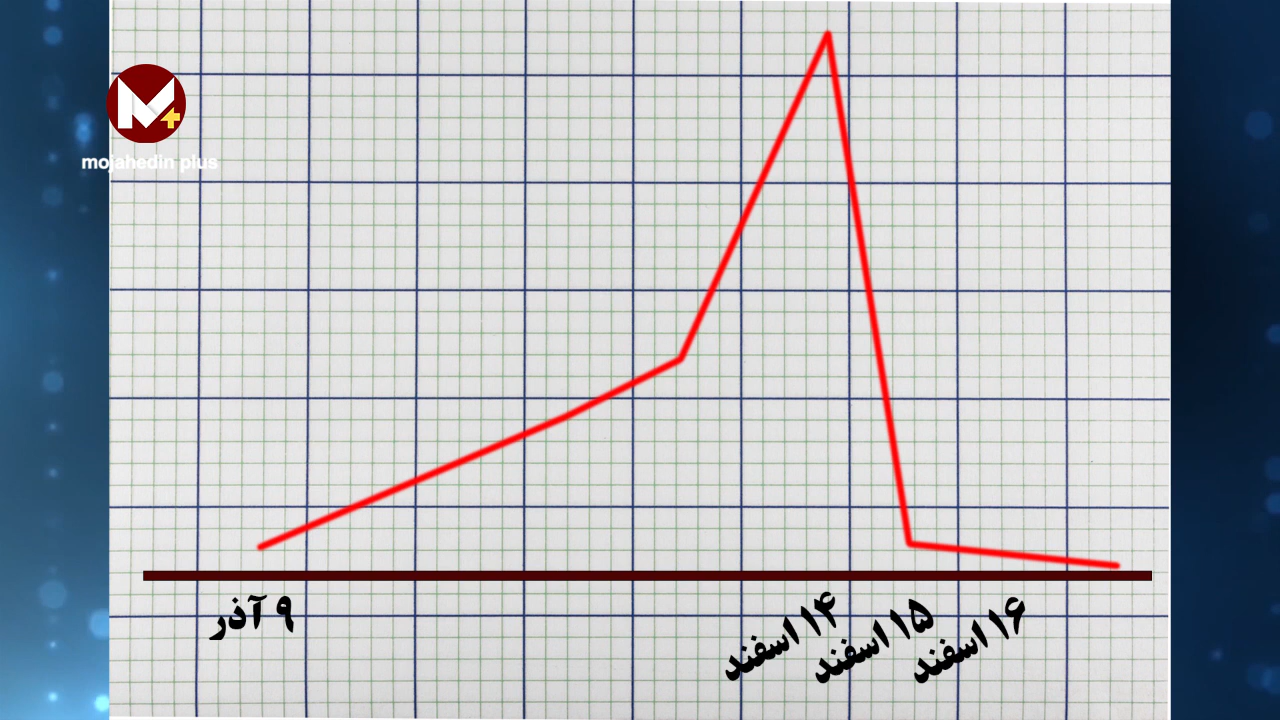 mojahedin plus
۹ آذر
۱۴ اسفند
۱۵ اسفند
۱۶ اسفند